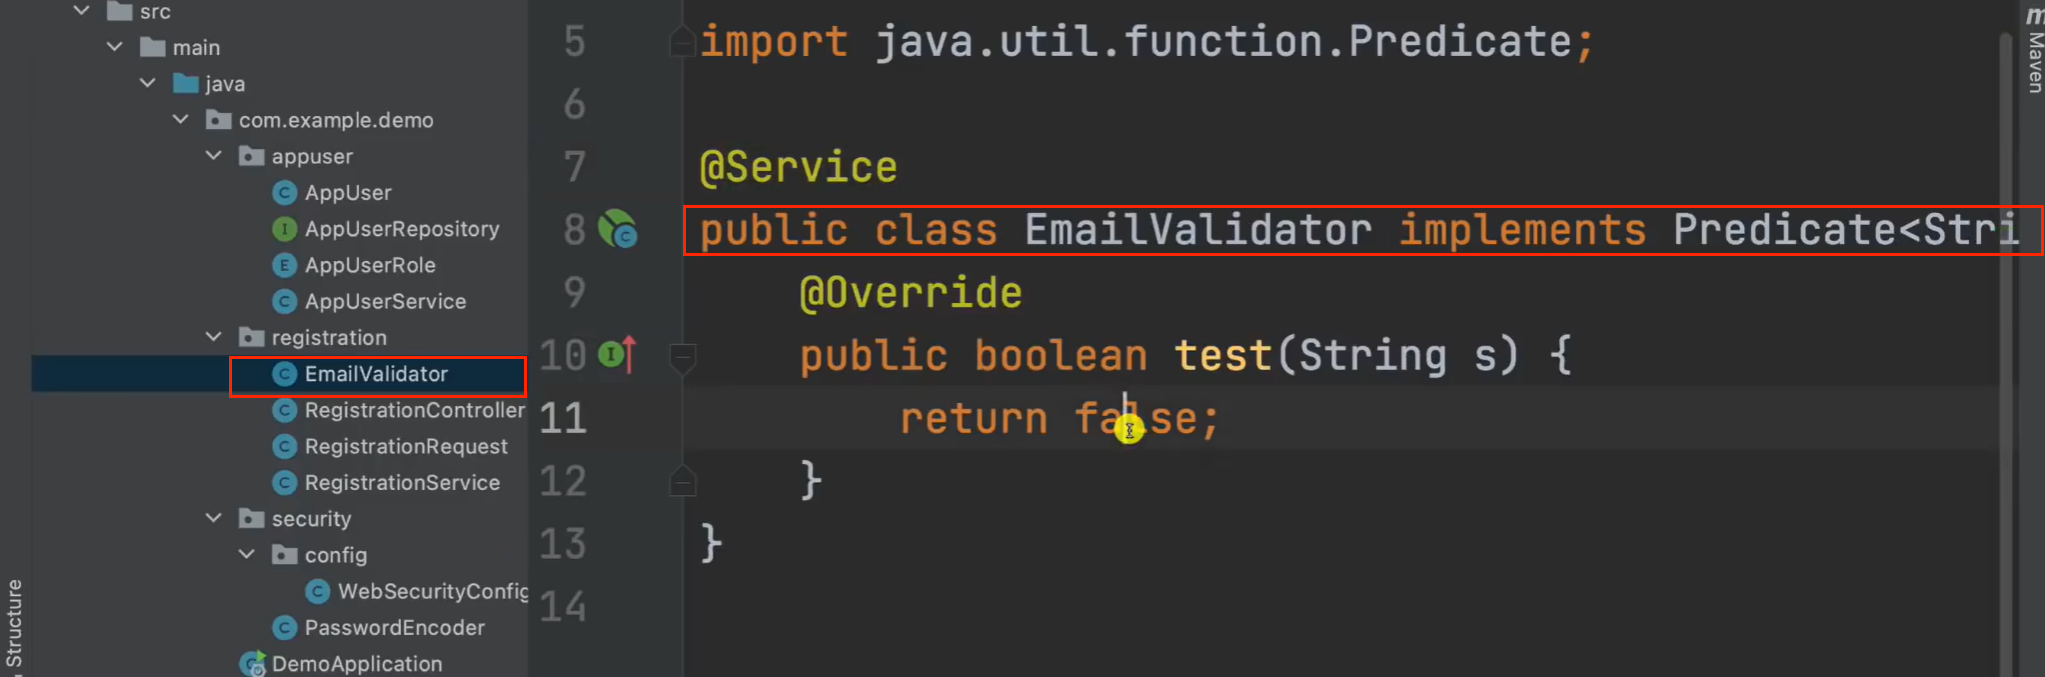 src
main
java
com.example.demo
appuser
AppUser
AppUserRepository
AppUserRole
AppUserService
registration
EmailValidator
RegistrationController
RegistrationRequest
RegistrationService
security
config
WebSecurityConfig
PasswordEncoder
DemoApplication
Structure
5 import java.util.function.Predicate;
6
7 @Service
8 public class EmailValidator implements Predicate<Stri
9 @Override
10 public boolean test(String s) {
11 return false;
12 }
13 }
14
Maven